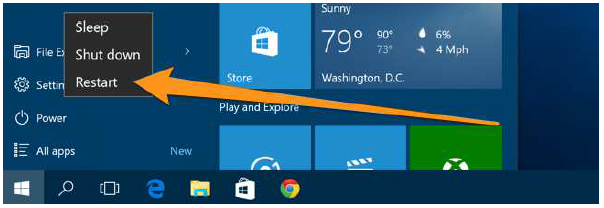 Sleep
Shut down
Restart
File Ex
Settin
Power
All apps
New
Store
Sunny
79°
90°
73°
6%
4 Mph
Washington, D.C.
Play and Explore